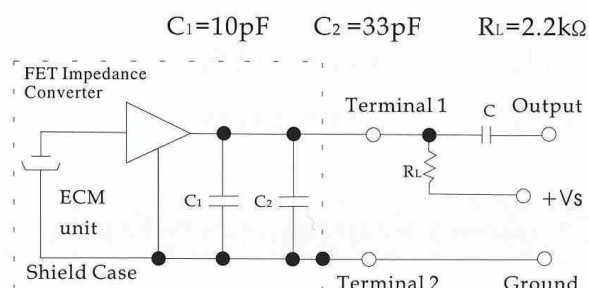 C₁=10pF C₂=33pF RL=2.2kΩ
FET Impedance
Converter
Terminal 1
C
Output
RL
+Vs
ECM
unit
C₁
C₂
Shield Case
Terminal 2
Ground